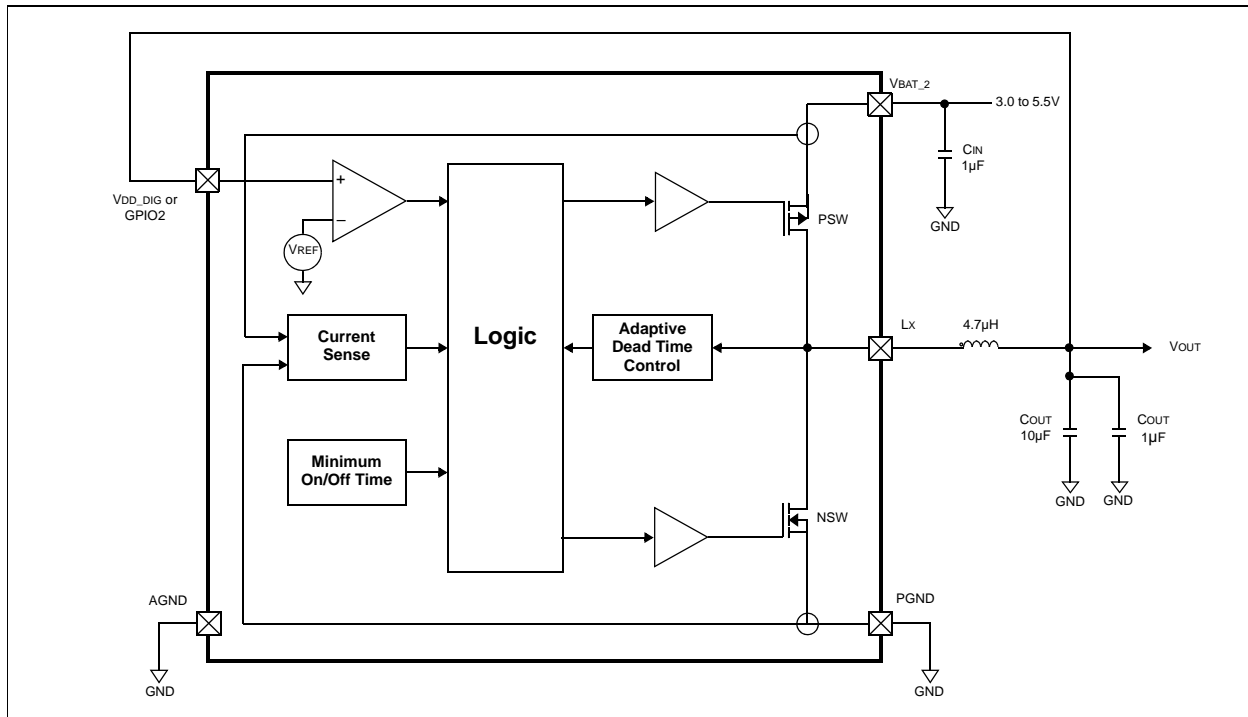 VBAT_2
3.0 to 5.5V
CIN
1µF
GND
VDD_DIG or
GPIO2
+
–
VREF
PSW
Current
Sense
Logic
Adaptive
Dead Time
Control
LX
4.7µH
VOUT
COUT
10µF
COUT
1µF
GND
GND
Minimum
On/Off Time
NSW
AGND
PGND
GND
GND